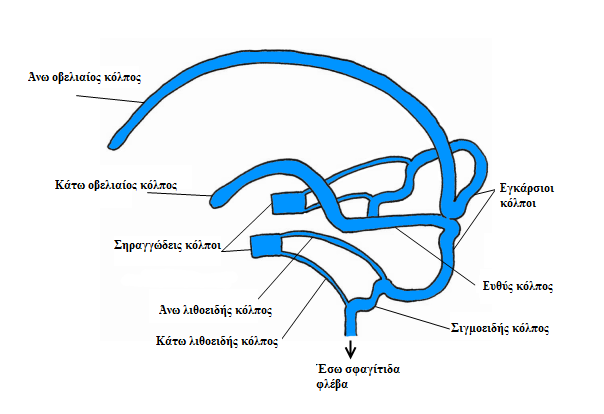 Άνω οβελιαίος κόλπος
Κάτω οβελιαίος κόλπος
Εγκάρσιοι
κόλποι
Σηραγγώδεις κόλποι
Ευθύς κόλπος
Άνω λιθοειδής κόλπος
Σιγμοειδής κόλπος
Κάτω λιθοειδής κόλπος
Έσω σφαγίτιδα
φλέβα